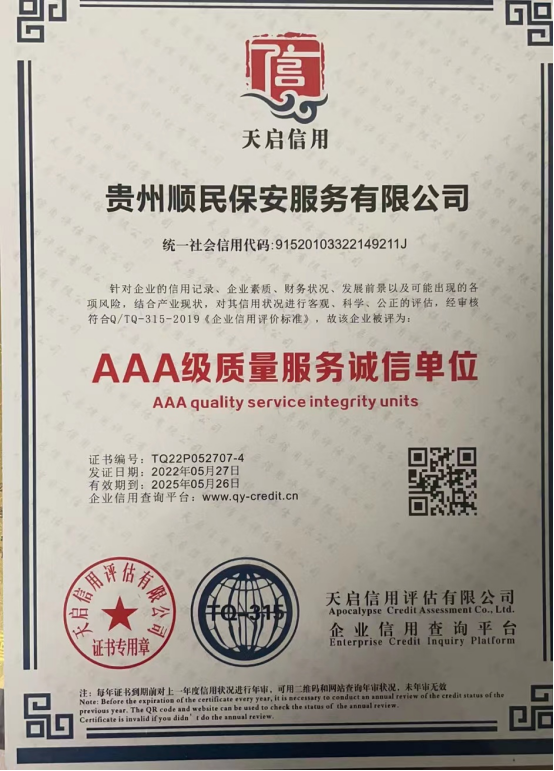 天启信用
贵州顺民保安服务有限公司
统一社会信用代码:91520103322149211J
针对企业的信用记录、企业素质、财务状况、发展前景以及可能出现的各
项风险，结合产业现状，对其信用状况进行客观、科学、公正的评估，经审核
符合Q/TQ-315-2019《企业信用评价标准》，故该企业被评为：
AAA级质量服务诚信单位
AAA quality service integrity units
证书编号：TQ22P052707-4
发证日期：2022年05月27日
有效期到：2025年05月26日
企业信用查询平台：www.qy-credit.cn
天启信用评估有限公司
证书专用章
TQ-315
天启信用评估有限公司
Apocalypse Credit Assessment Co., Ltd.
企业信用查询平台
Enterprise Credit Inquiry Platform
注：每年证书到期前对上一年度信用状况进行年审，可用二维码和网站查询年审状况，未年审无效
Note: Before the expiration of the certificate every year, it is necessary to conduct an annual review of the credit status of the
previous year. The QR code and website can be used to check the status of the annual review.
Certificate is invalid if you didn't do the annual review.